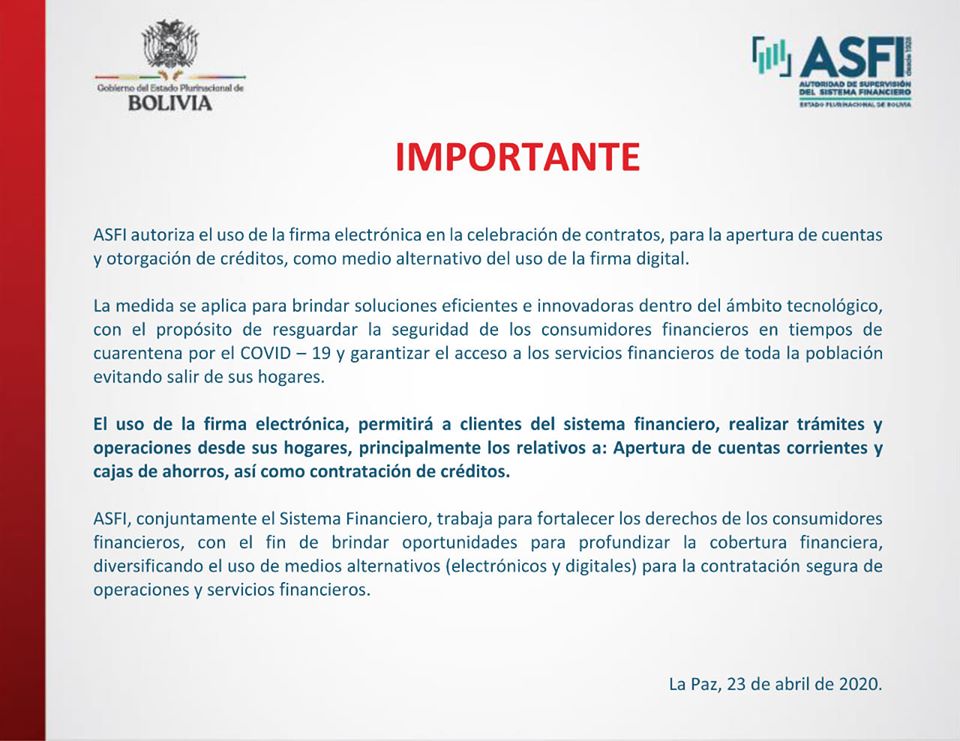 Gobierno del Estado Plurinacional de
BOLIVIA
ASFI
desde 1928
AUTORIDAD DE SUPERVISIÓN
DEL SISTEMA FINANCIERO
ESTADO PLURINACIONAL DE BOLIVIA
IMPORTANTE
ASFI autoriza el uso de la firma electrónica en la celebración de contratos, para la apertura de cuentas
y otorgación de créditos, como medio alternativo del uso de la firma digital.
La medida se aplica para brindar soluciones eficientes e innovadoras dentro del ámbito tecnológico,
con el propósito de resguardar la seguridad de los consumidores financieros en tiempos de
cuarentena por el COVID – 19 y garantizar el acceso a los servicios financieros de toda la población
evitando salir de sus hogares.
El uso de la firma electrónica, permitirá a clientes del sistema financiero, realizar trámites y
operaciones desde sus hogares, principalmente los relativos a: Apertura de cuentas corrientes y
cajas de ahorros, así como contratación de créditos.
ASFI, conjuntamente el Sistema Financiero, trabaja para fortalecer los derechos de los consumidores
financieros, con el fin de brindar oportunidades para profundizar la cobertura financiera,
diversificando el uso de medios alternativos (electrónicos y digitales) para la contratación segura de
operaciones y servicios financieros.
La Paz, 23 de abril de 2020.